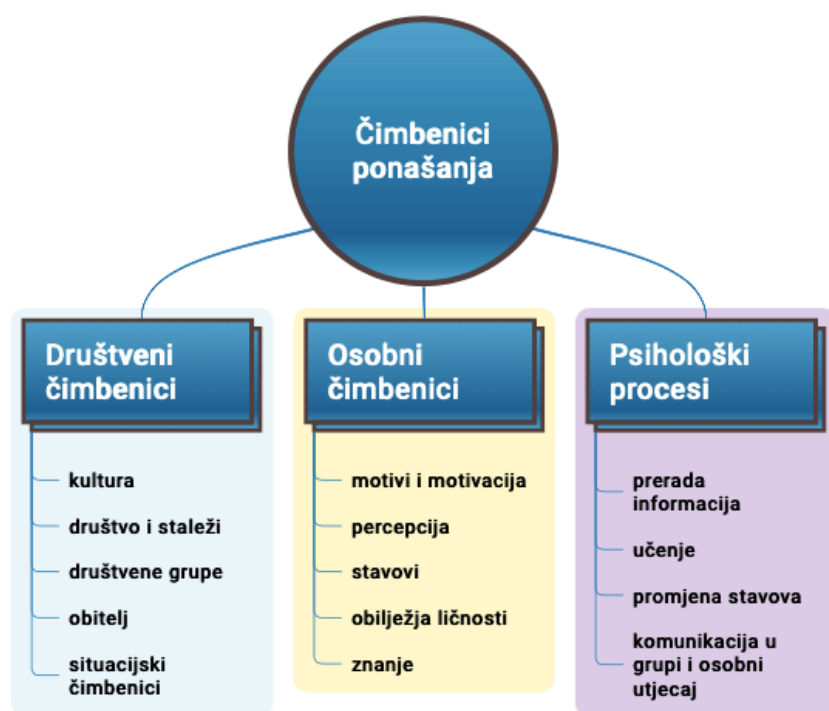 Čimbenici
ponašanja
Društveni
čimbenici
kultura
društvo i staleži
društvene grupe
obitelj
situacijski
čimbenici
Osobni
čimbenici
motivi i motivacija
percepcija
stavovi
obilježja ličnosti
znanje
Psihološki
procesi
prerada
informacija
učenje
promjena stavova
komunikacija u
grupi i osobni
utjecaj